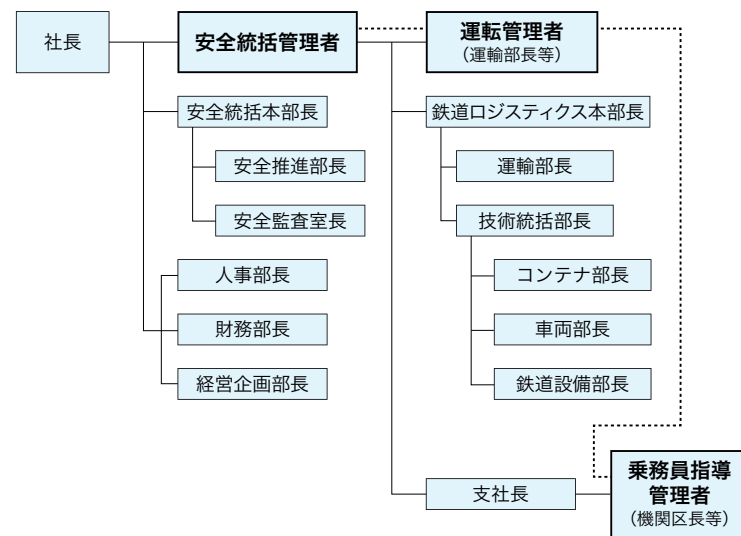 社長
安全統括管理者
運転管理者
（運輸部長等）
安全統括本部長
鉄道ロジスティクス本部長
安全推進部長
運輸部長
安全監査室長
技術統括部長
人事部長
コンテナ部長
財務部長
車両部長
経営企画部長
鉄道設備部長
支社長
乗務員指導
管理者
（機関区長等）